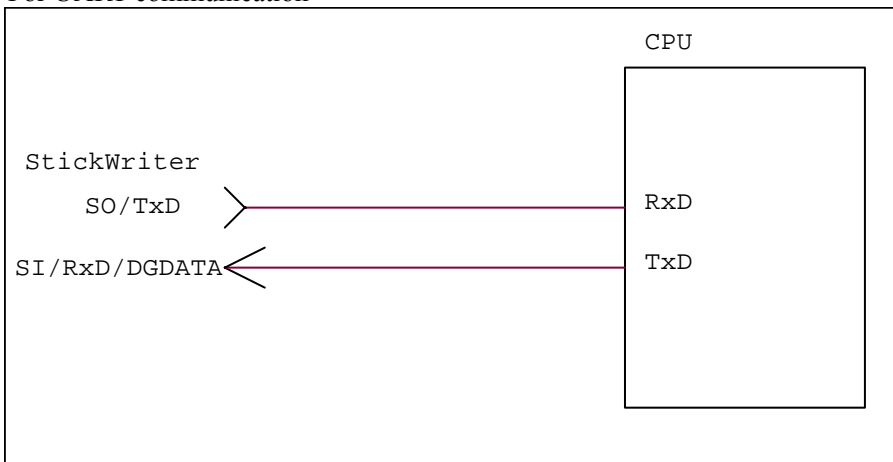 For UART communication
CPU
StickWriter
SO/TxD
RxD
SI/RxD/DGDATA
TxD